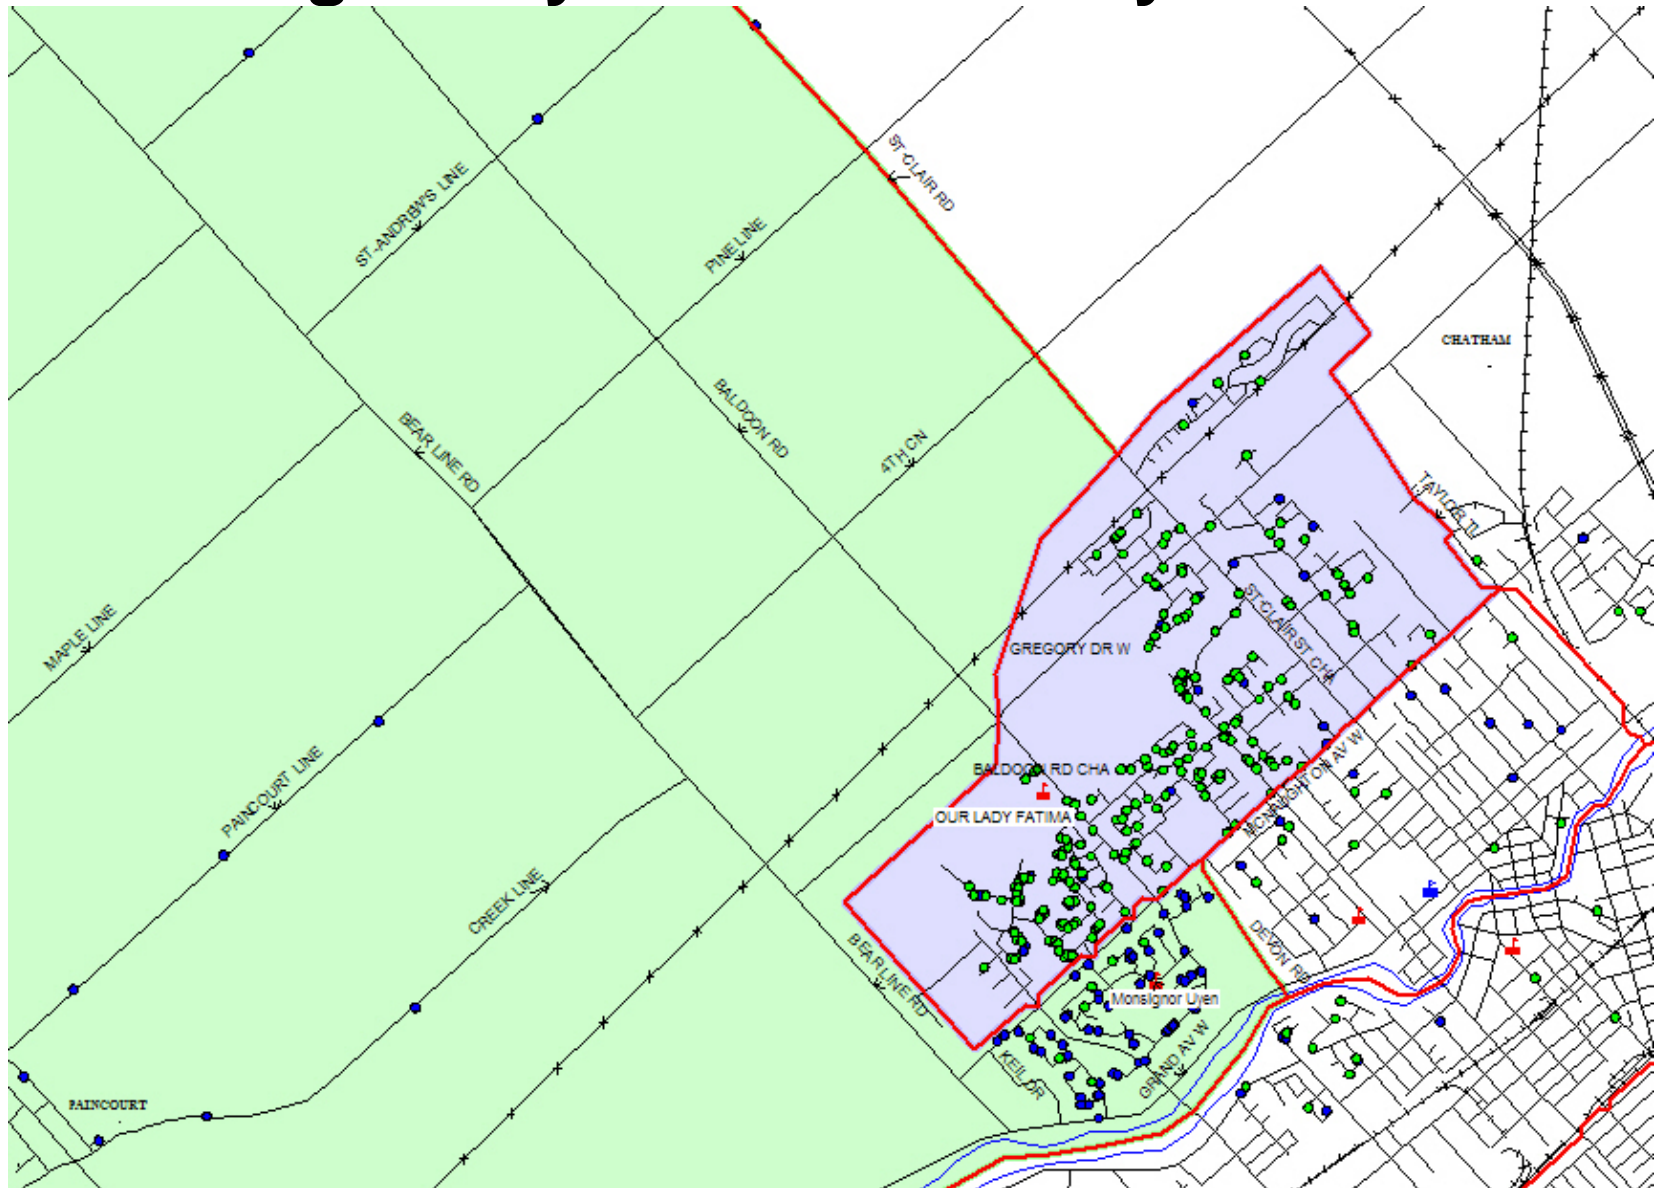 ST CLAIR RD
ST-ANDREW'S LINE
PINE LINE
CHATHAM
BALDOON RD
BEAR LINE RD
4TH CN
TAYLOR TL
MAPLE LINE
ST CLAIR ST CHA
GREGORY DR W
BALDOON RD CHA
MCNAUGHTON AV W
PAINCOURT LINE
OUR LADY FATIMA
CREEK LINE
DEVON RD
BEAR LINE RD
Monsignor Uyen
KEIL DR
GRAND AV W
PAINCOURT